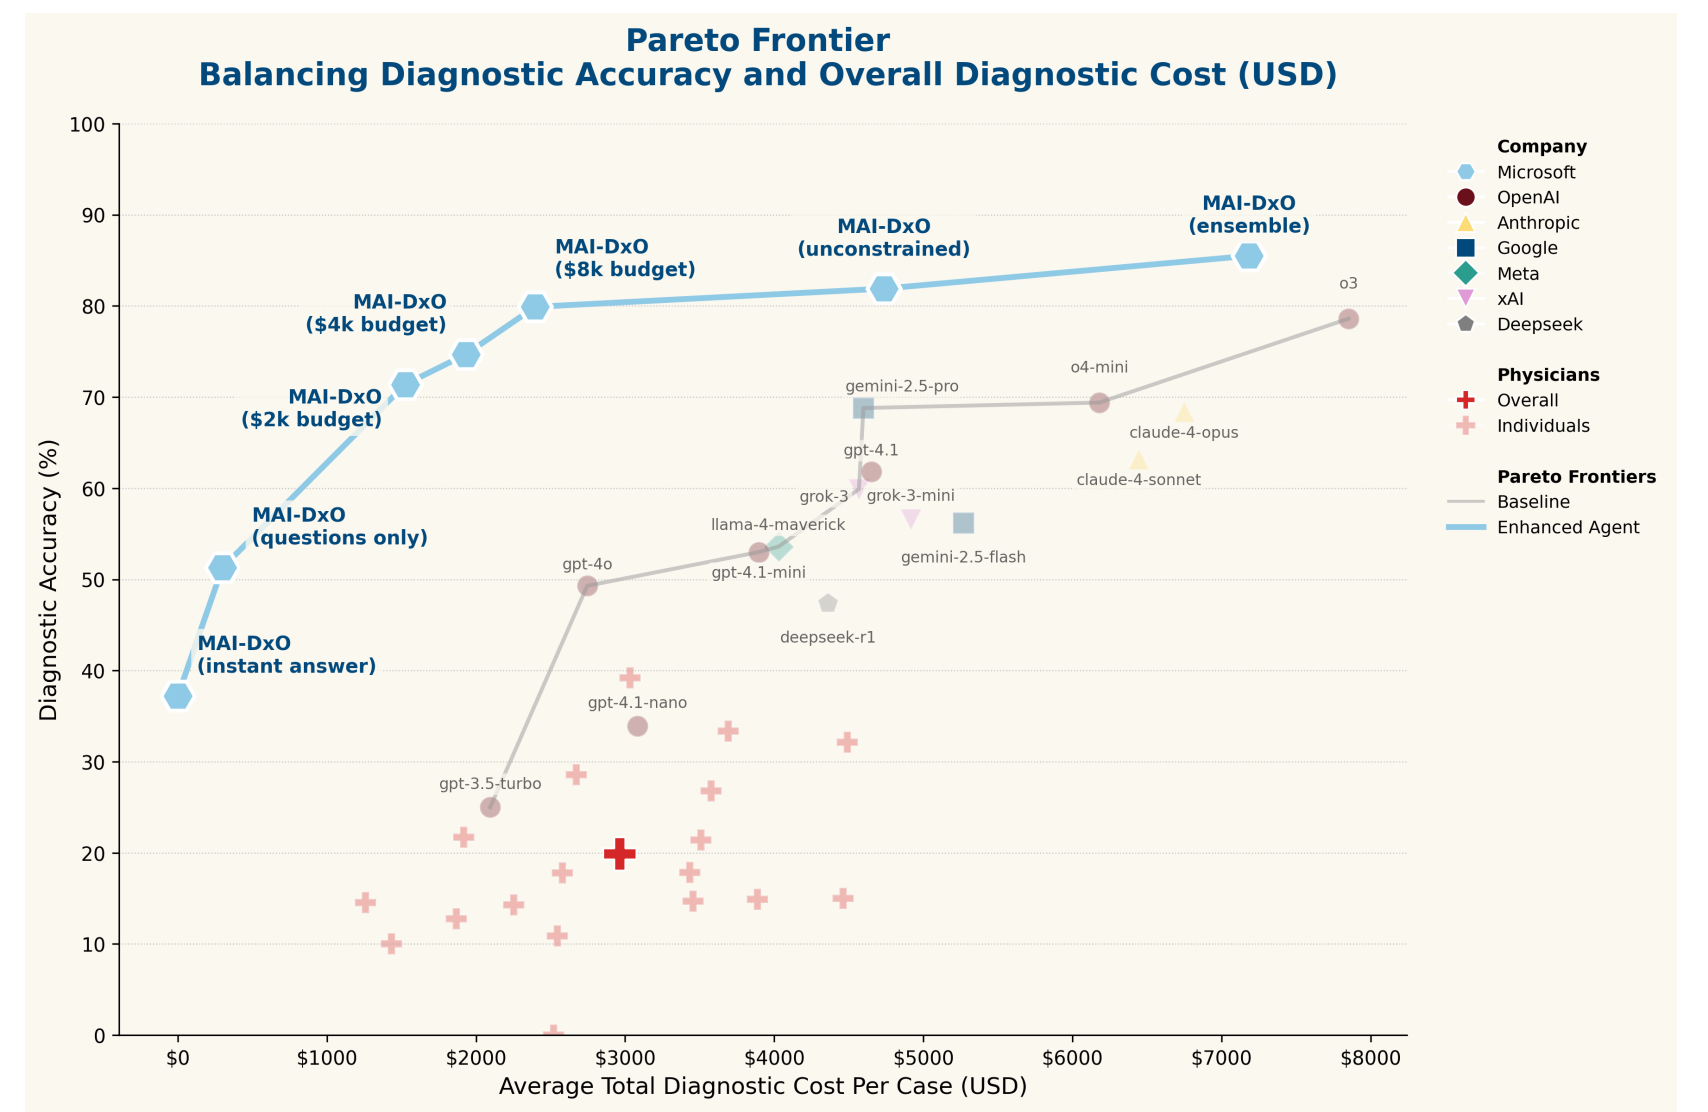 Pareto Frontier
Balancing Diagnostic Accuracy and Overall Diagnostic Cost (USD)
Diagnostic Accuracy (%)
100
90
80
70
60
50
40
30
20
10
0
MAI-DxO
(ensemble)
MAI-DxO
(unconstrained)
MAI-DxO
($8k budget)
MAI-DxO
($4k budget)
MAI-DxO
($2k budget)
MAI-DxO
(questions only)
MAI-DxO
(instant answer)
o3
o4-mini
gemini-2.5-pro
claude-4-opus
gpt-4.1
claude-4-sonnet
grok-3
grok-3-mini
llama-4-maverick
gemini-2.5-flash
gpt-4o
gpt-4.1-mini
deepseek-r1
gpt-4.1-nano
gpt-3.5-turbo
$0
$1000
$2000
$3000
$4000
$5000
$6000
$7000
$8000
Average Total Diagnostic Cost Per Case (USD)
Company
Microsoft
OpenAI
Anthropic
Google
Meta
xAI
Deepseek
Physicians
Overall
Individuals
Pareto Frontiers
Baseline
Enhanced Agent